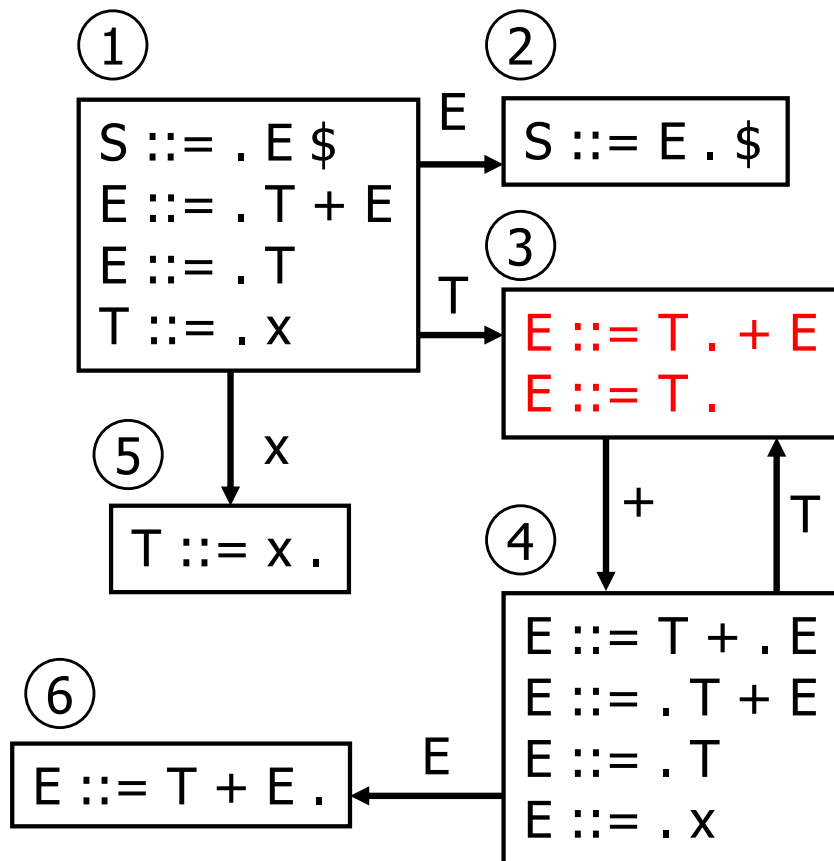 1
S ::= . E $
E ::= . T + E
E ::= . T
T ::= . x
E
2
S ::= E . $
T
3
E ::= T . + E
E ::= T .
x
5
T ::= x .
+
T
4
E ::= T + . E
E ::= . T + E
E ::= . T
E ::= . x
E
6
E ::= T + E .